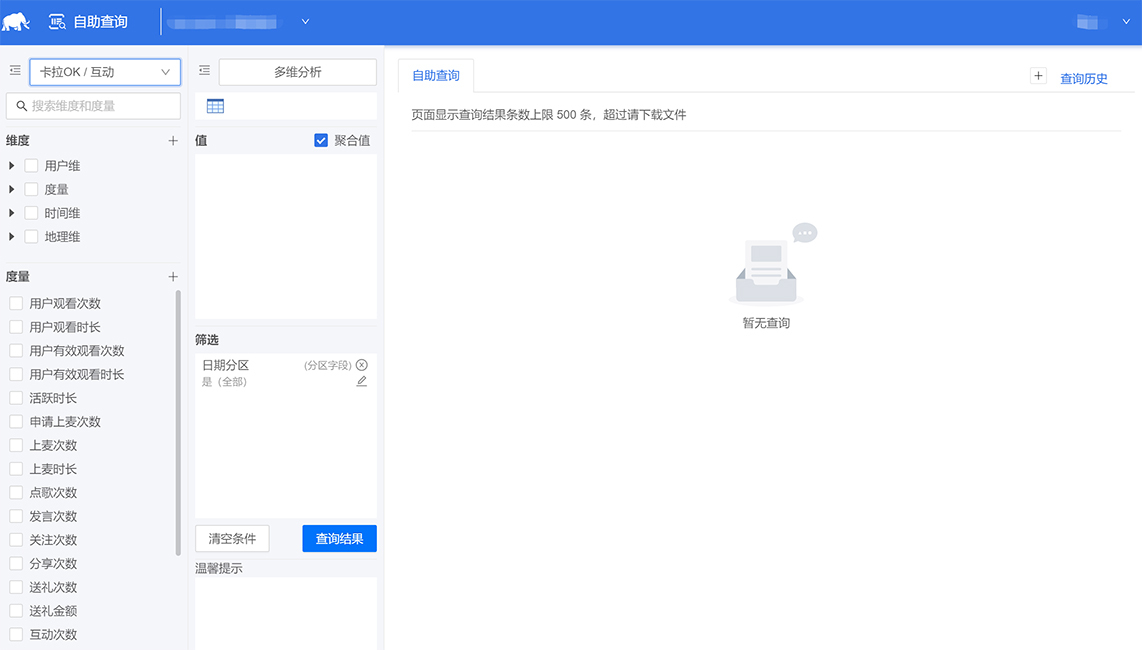 自助查询
卡拉OK / 互动
搜索维度和度量
维度
用户维
度量
时间维
地理维
度量
用户观看次数
用户观看时长
用户有效观看次数
用户有效观看时长
活跃时长
申请上麦次数
上麦次数
上麦时长
点歌次数
发言次数
关注次数
分享次数
送礼次数
送礼金额
互动次数
多维分析
值
聚合值
筛选
日期分区 (分区字段)
是（全部）
清空条件
查询结果
温馨提示
自助查询
查询历史
页面显示查询结果条数上限 500 条，超过请下载文件
暂无查询